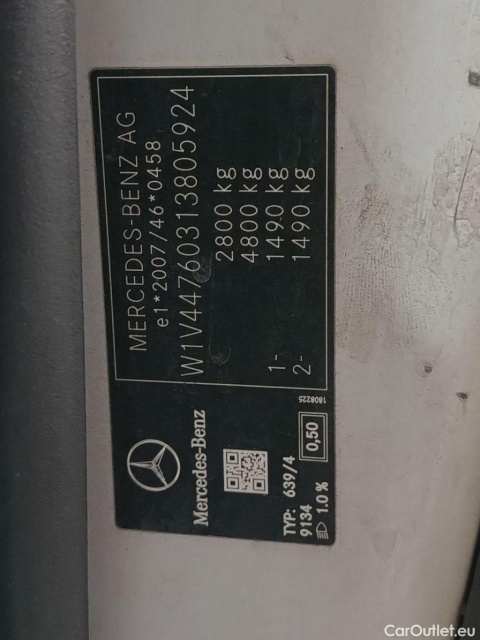 MERCEDES-BENZ AG
e1*2007/46*0458
W1V44760313805924
2800 kg
4800 kg
1- 1490 kg
2- 1490 kg
Mercedes-Benz
1808225
TYP: 639/4
9134
0,50
1.0 %
CarOutlet.eu